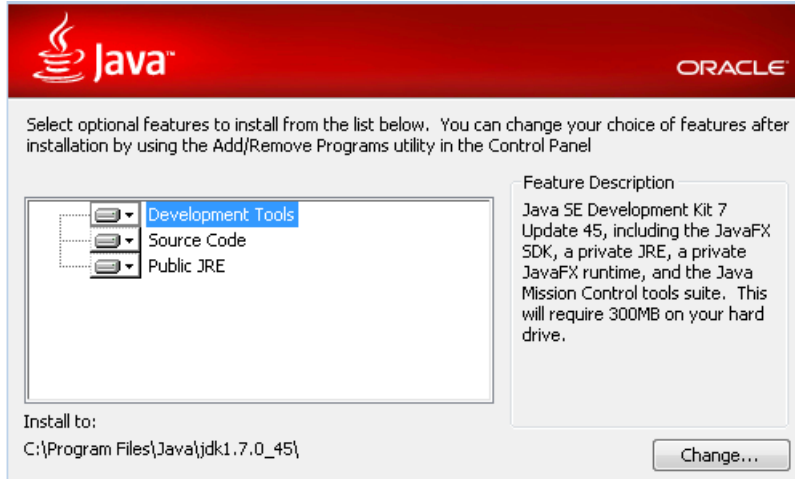 Java™
ORACLE
Select optional features to install from the list below. You can change your choice of features after
installation by using the Add/Remove Programs utility in the Control Panel
Development Tools
Source Code
Public JRE
Feature Description
Java SE Development Kit 7
Update 45, including the JavaFX
SDK, a private JRE, a private
JavaFX runtime, and the Java
Mission Control tools suite. This
will require 300MB on your hard
drive.
Install to:
C:\Program Files\Java\jdk1.7.0_45\
Change...